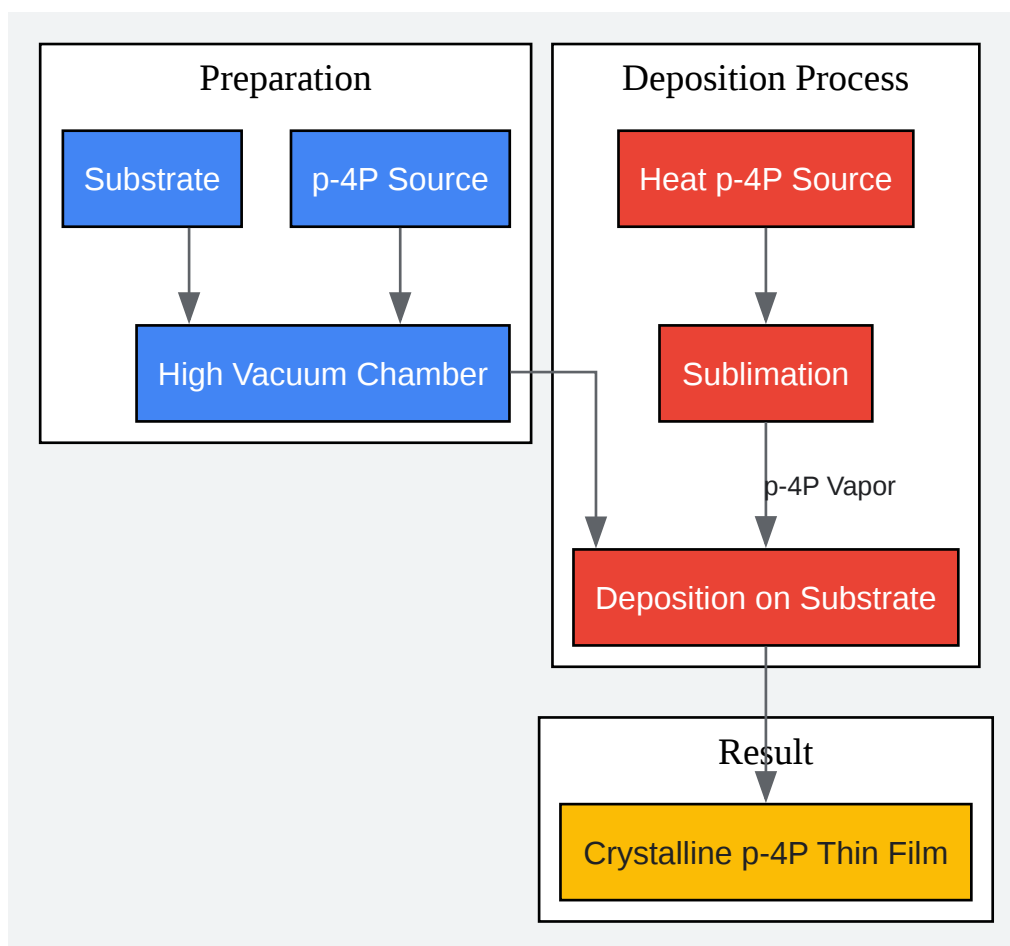 Preparation
Substrate
p-4P Source
High Vacuum Chamber
Deposition Process
Heat p-4P Source
Sublimation
p-4P Vapor
Deposition on Substrate
Result
Crystalline p-4P Thin Film